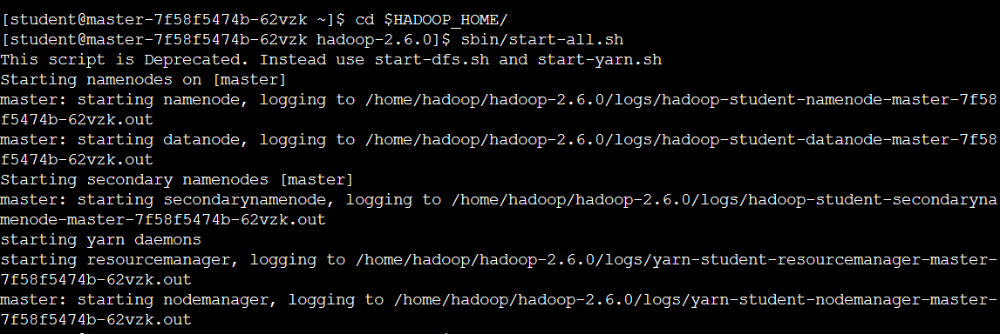 [student@master-7f58f5474b-62vzk ~]$ cd $HADOOP_HOME/
[student@master-7f58f5474b-62vzk hadoop-2.6.0]$ sbin/start-all.sh
This script is Deprecated. Instead use start-dfs.sh and start-yarn.sh
Starting namenodes on [master]
master: starting namenode, logging to /home/hadoop/hadoop-2.6.0/logs/hadoop-student-namenode-master-7f58
f5474b-62vzk.out
master: starting datanode, logging to /home/hadoop/hadoop-2.6.0/logs/hadoop-student-datanode-master-7f58
f5474b-62vzk.out
Starting secondary namenodes [master]
master: starting secondarynamenode, logging to /home/hadoop/hadoop-2.6.0/logs/hadoop-student-secondaryna
menode-master-7f58f5474b-62vzk.out
starting yarn daemons
starting resourcemanager, logging to /home/hadoop/hadoop-2.6.0/logs/yarn-student-resourcemanager-master-
7f58f5474b-62vzk.out
master: starting nodemanager, logging to /home/hadoop/hadoop-2.6.0/logs/yarn-student-nodemanager-master-
7f58f5474b-62vzk.out